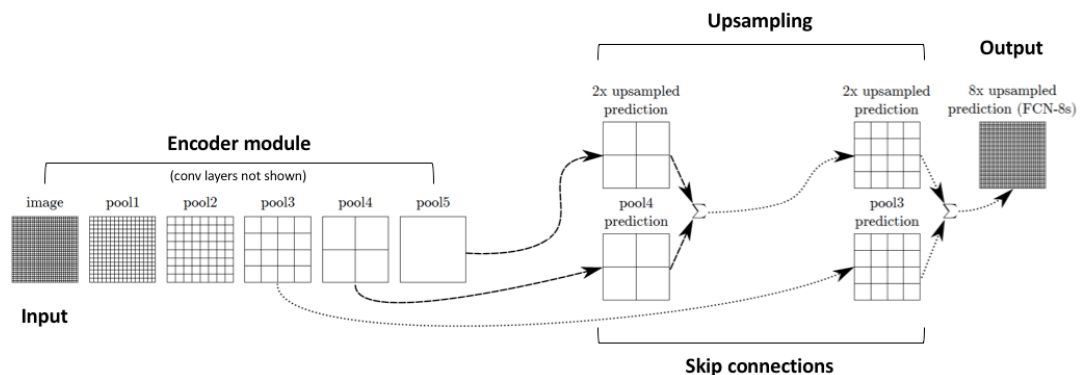 Upsampling
Output
2x upsampled
prediction
2x upsampled
prediction
8x upsampled
prediction (FCN-8s)
Encoder module
(conv layers not shown)
image
pool1
pool2
pool3
pool4
pool5
pool4
prediction
Σ
pool3
prediction
Σ
Input
Skip connections